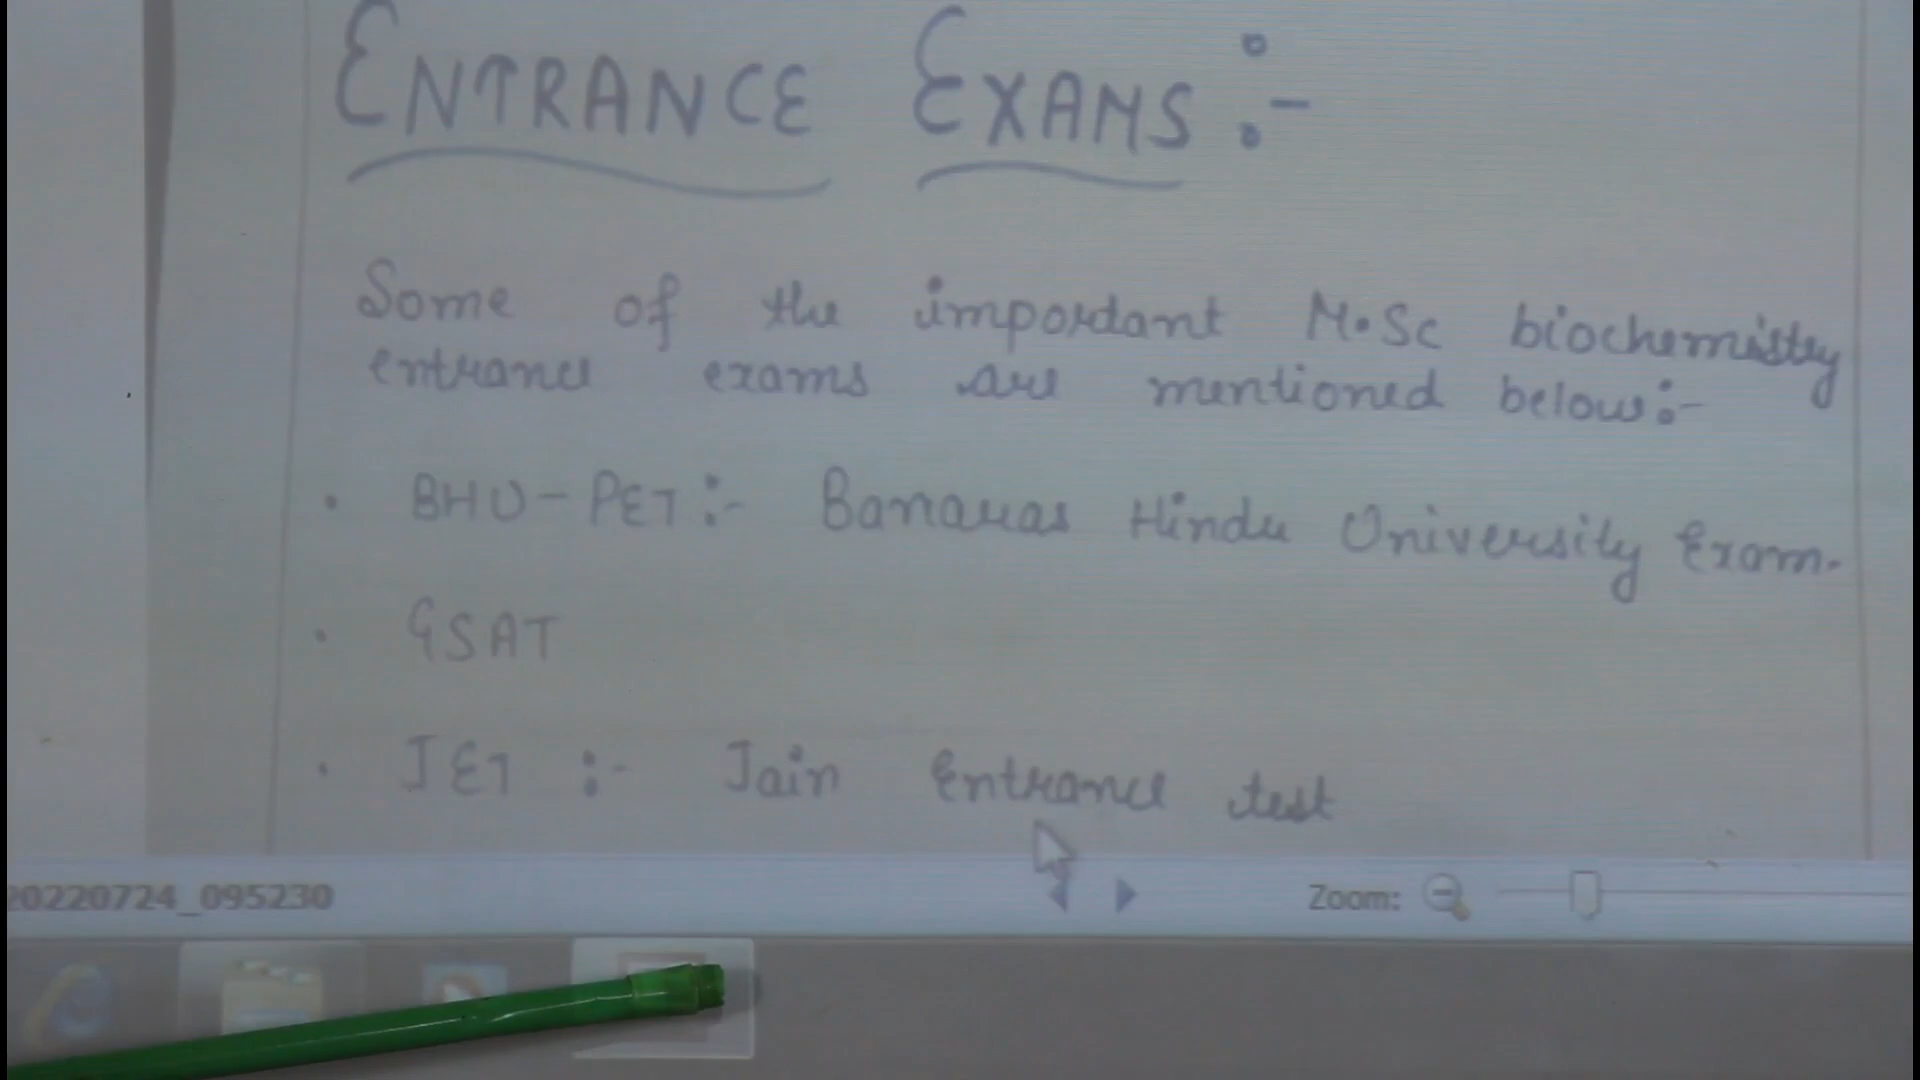 ENTRANCE EXAMS :-
Some of the important M.Sc biochemistry
entrance exams are mentioned below :-
• BHU-PET :- Banaras Hindu University Exam.
• GSAT
• JET :- Jain Entrance test
20220724_095230
Zoom: